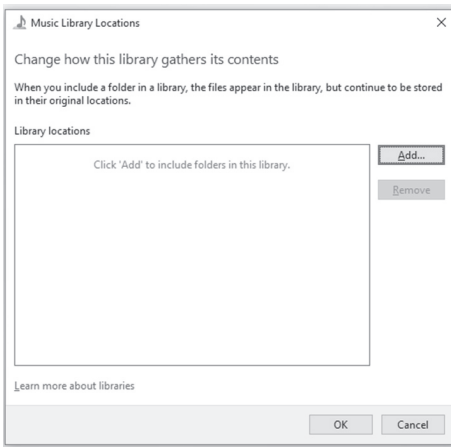 Music Library Locations
Change how this library gathers its contents
When you include a folder in a library, the files appear in the library, but continue to be stored
in their original locations.
Library locations
Click 'Add' to include folders in this library.
Add...
Remove
Learn more about libraries
OK
Cancel